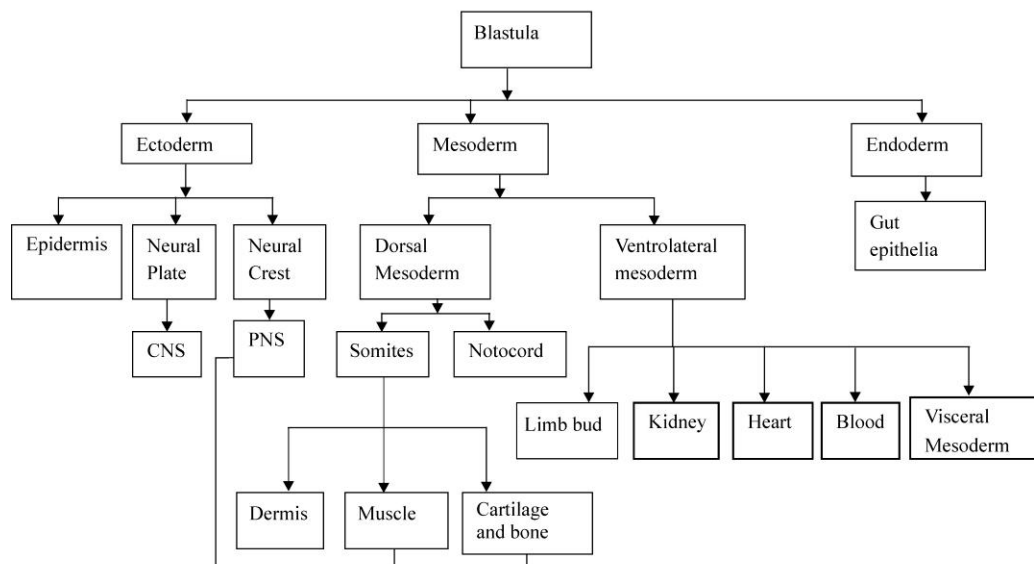 Blastula
Ectoderm
Mesoderm
Endoderm
Epidermis
Neural
Plate
Neural
Crest
Dorsal
Mesoderm
Ventrolateral
mesoderm
Gut
epithelia
CNS
PNS
Somites
Notocord
Limb bud
Kidney
Heart
Blood
Visceral
Mesoderm
Dermis
Muscle
Cartilage
and bone